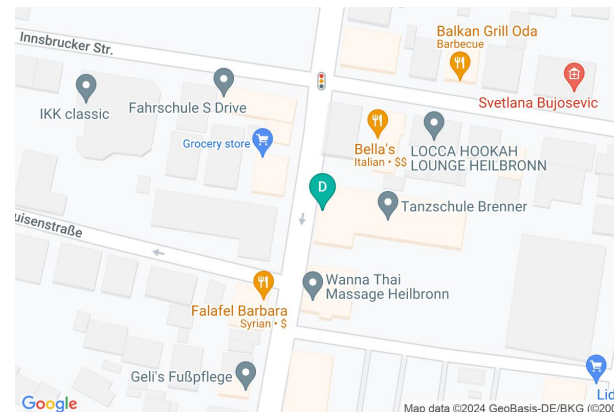 Innsbrucker Str.
Balkan Grill Oda
Barbecue
IKK classic
Fahrschule S Drive
Svetlana Bujosevic
Grocery store
Bella's
Italian • $$
LOCCA HOOKAH
LOUNGE HEILBRONN
D
Tanzschule Brenner
uisenstraße
Wanna Thai
Massage Heilbronn
Falafel Barbara
Syrian • $
Geli's Fußpflege
Lid
Google
Map data ©2024 GeoBasis-DE/BKG (©200